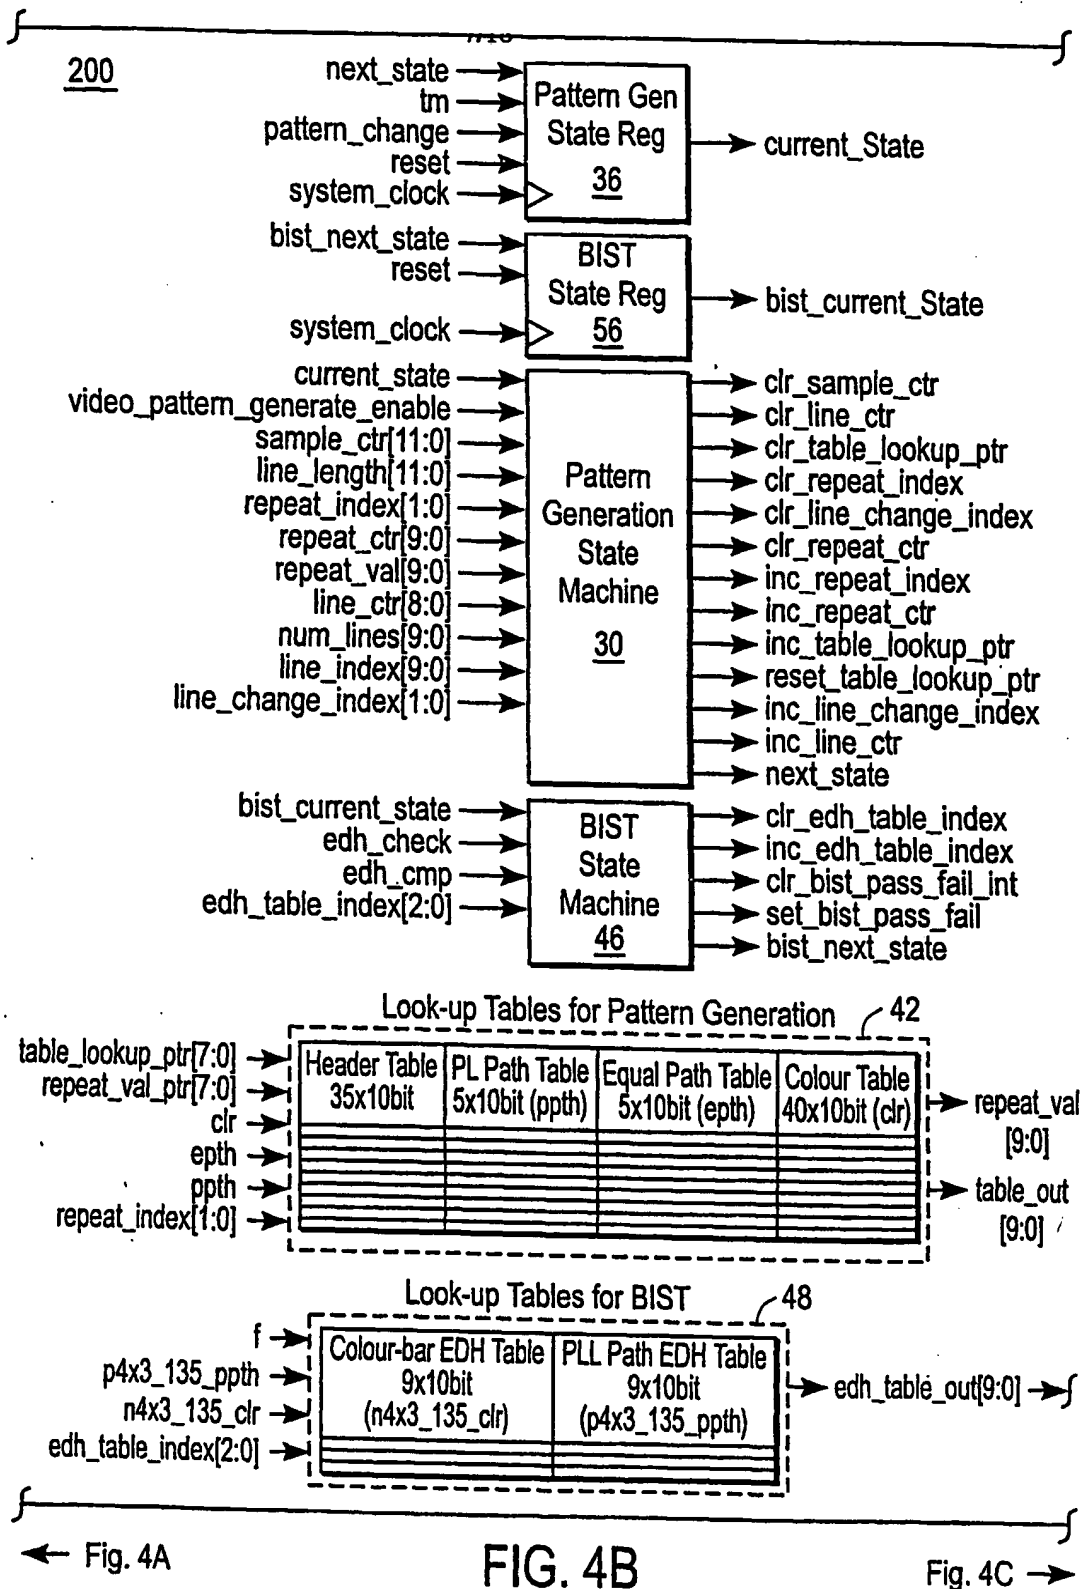 200
next_state
tm
pattern_change
reset
system_clock
Pattern Gen
State Reg
36
current_State
bist_next_state
reset
system_clock
BIST
State Reg
56
bist_current_State
current_state
video_pattern_generate_enable
sample_ctr[11:0]
line_length[11:0]
repeat_index[1:0]
repeat_ctr[9:0]
repeat_val[9:0]
line_ctr[8:0]
num_lines[9:0]
line_index[9:0]
line_change_index[1:0]
Pattern
Generation
State
Machine
30
clr_sample_ctr
clr_line_ctr
clr_table_lookup_ptr
clr_repeat_index
clr_line_change_index
clr_repeat_ctr
inc_repeat_index
inc_repeat_ctr
inc_table_lookup_ptr
reset_table_lookup_ptr
inc_line_change_index
inc_line_ctr
next_state
bist_current_state
edh_check
edh_cmp
edh_table_index[2:0]
BIST
State
Machine
46
clr_edh_table_index
inc_edh_table_index
clr_bist_pass_fail_int
set_bist_pass_fail
bist_next_state
Look-up Tables for Pattern Generation
42
table_lookup_ptr[7:0]
repeat_val_ptr[7:0]
clr
epth
ppth
repeat_index[1:0]
Header Table
35x10bit
PL Path Table
5x10bit (ppth)
Equal Path Table
5x10bit (epth)
Colour Table
40x10bit (clr)
repeat_val
[9:0]
table_out
[9:0]
Look-up Tables for BIST
48
f
p4x3_135_ppth
n4x3_135_clr
edh_table_index[2:0]
Colour-bar EDH Table
9x10bit
(n4x3_135_clr)
PLL Path EDH Table
9x10bit
(p4x3_135_ppth)
edh_table_out[9:0]
Fig. 4A
FIG. 4B
Fig. 4C